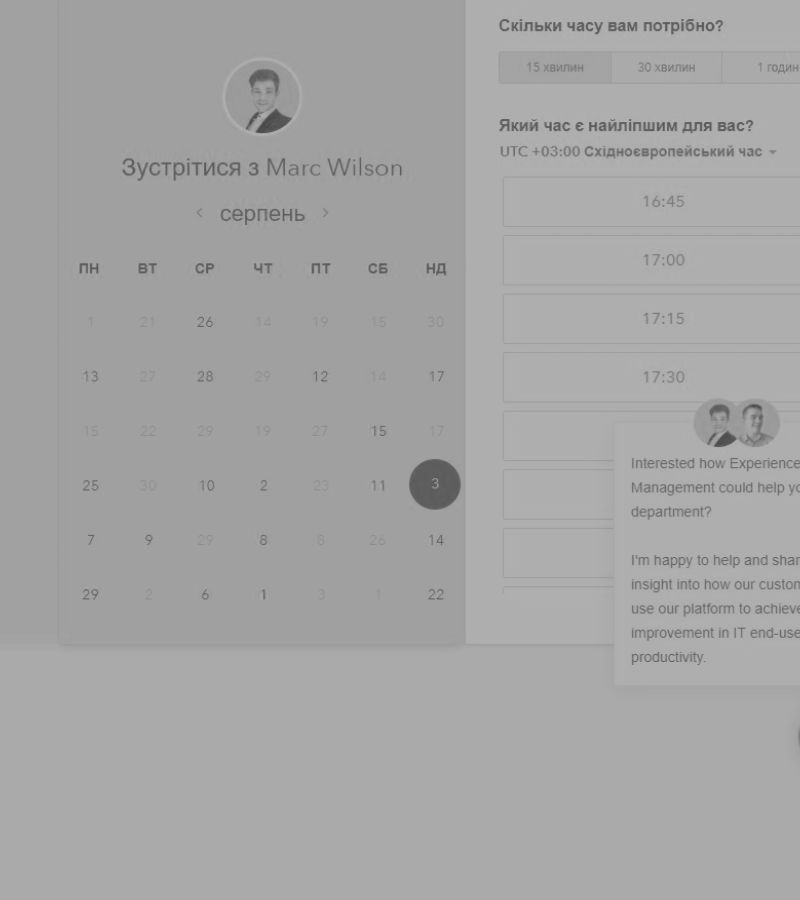 Скільки часу вам потрібно?
15 хвилин 30 хвилин 1 годин
Який час є найліпшим для вас?
UTC +03:00 Східноєвропейський час
Зустрітися з Marc Wilson
серпень
ПН ВТ СР ЧТ ПТ СБ НД
1 21 26 14 19 15 30
13 27 28 29 12 14 17
15 22 29 19 27 15 17
25 30 10 2 23 11 3
7 9 29 8 8 26 14
29 2 6 1 3 1 22
16:45
17:00
17:15
17:30
Interested how Experience
Management could help yo
department?
I'm happy to help and shar
insight into how our custom
use our platform to achieve
improvement in IT end-use
productivity.